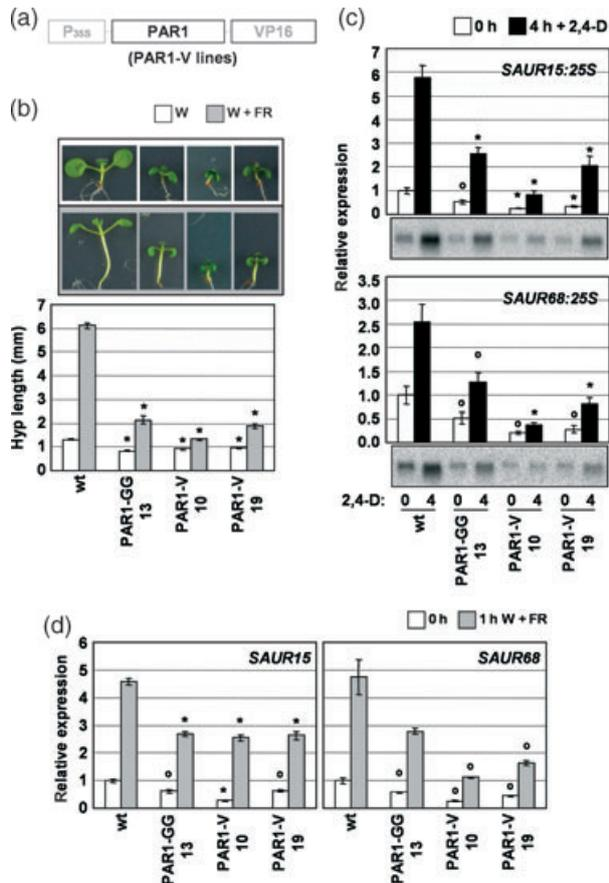 (a)
P35S PAR1 VP16
(PAR1-V lines)
(b)
W W + FR
Hyp length (mm)
7
6
5
4
3
2
1
0
* * * * * *
wt
PAR1-GG 13
PAR1-V 10
PAR1-V 19
(c)
0 h 4 h + 2,4-D
Relative expression
SAUR15:25S
7
6
5
4
3
2
1
0
o * * * * *
SAUR68:25S
3.5
3.0
2.5
2.0
1.5
1.0
0.5
0.0
o o o * o *
2,4-D: 0 4 0 4 0 4 0 4
wt
PAR1-GG 13
PAR1-V 10
PAR1-V 19
(d)
0 h 1 h W + FR
Relative expression
SAUR15
6
5
4
3
2
1
0
o * * * o *
wt
PAR1-GG 13
PAR1-V 10
PAR1-V 19
SAUR68
o o o o o
wt
PAR1-GG 13
PAR1-V 10
PAR1-V 19